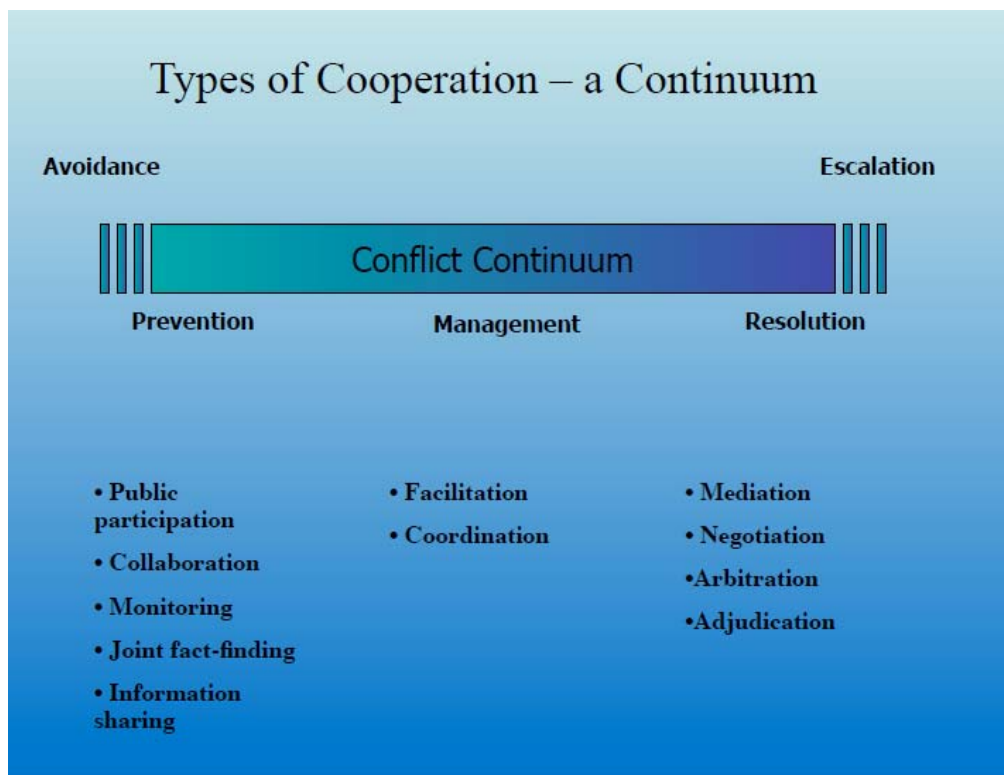 Types of Cooperation – a Continuum
Avoidance
Escalation
Conflict Continuum
Prevention
Management
Resolution
• Public
participation
• Collaboration
• Monitoring
• Joint fact-finding
• Information
sharing
• Facilitation
• Coordination
• Mediation
• Negotiation
•Arbitration
•Adjudication